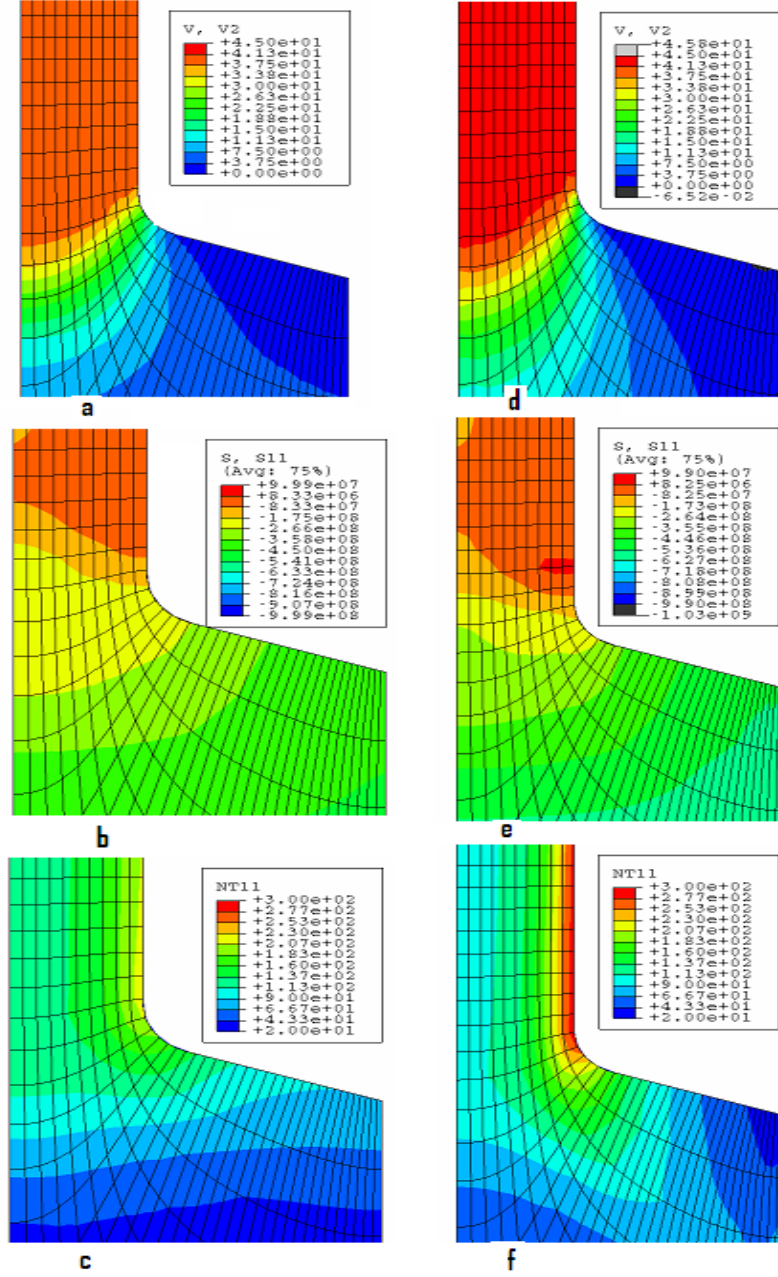 V, V2
+4.50e+01
+4.13e+01
+3.75e+01
+3.38e+01
+3.00e+01
+2.63e+01
+2.25e+01
+1.88e+01
+1.50e+01
+1.13e+01
+7.50e+00
+3.75e+00
+0.00e+00
a
V, V2
+4.58e+01
+4.50e+01
+4.13e+01
+3.75e+01
+3.38e+01
+3.00e+01
+2.63e+01
+2.25e+01
+1.88e+01
+1.50e+01
+1.13e+01
+7.50e+00
+3.75e+00
+0.00e+00
-6.52e-02
d
S, S11
(Avg: 75%)
+9.99e+07
+8.33e+06
-8.33e+07
-1.75e+08
-2.66e+08
-3.58e+08
-4.50e+08
-5.41e+08
-6.33e+08
-7.24e+08
-8.16e+08
-9.07e+08
-9.99e+08
b
S, S11
(Avg: 75%)
+9.90e+07
+8.25e+06
-8.25e+07
-1.73e+08
-2.64e+08
-3.55e+08
-4.46e+08
-5.36e+08
-6.27e+08
-7.18e+08
-8.08e+08
-8.99e+08
-9.90e+08
-1.03e+09
e
NT11
+3.00e+02
+2.77e+02
+2.53e+02
+2.30e+02
+2.07e+02
+1.83e+02
+1.60e+02
+1.37e+02
+1.13e+02
+9.00e+01
+6.67e+01
+4.33e+01
+2.00e+01
c
NT11
+3.00e+02
+2.77e+02
+2.53e+02
+2.30e+02
+2.07e+02
+1.83e+02
+1.60e+02
+1.37e+02
+1.13e+02
+9.00e+01
+6.67e+01
+4.33e+01
+2.00e+01
f